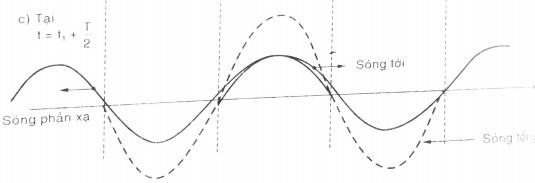 c) Tại
t = t₁ + T/2
Sóng tới
Sóng phản xạ
Sóng tổng